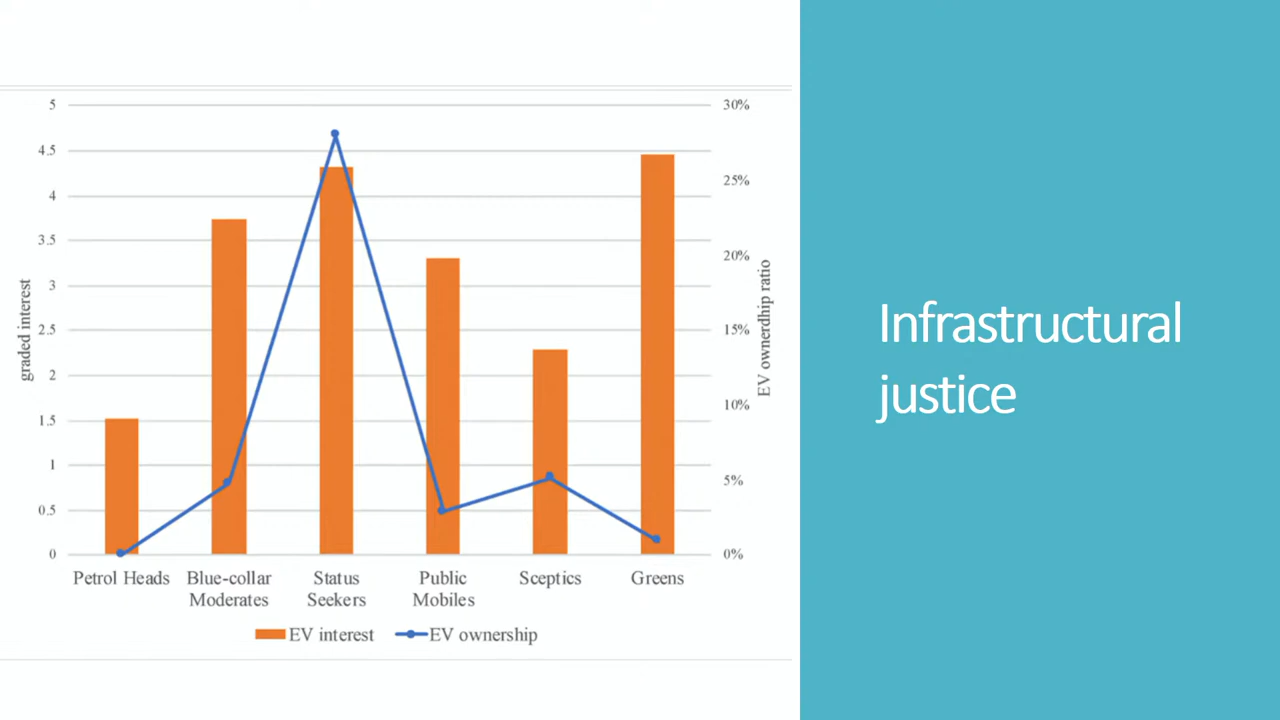 5
4.5
4
3.5
3
2.5
2
1.5
1
0.5
0
graded interest
30%
25%
20%
15%
10%
5%
0%
EV ownerdhip ratio
Petrol Heads
Blue-collar
Moderates
Status
Seekers
Public
Mobiles
Sceptics
Greens
EV interest
EV ownership
Infrastructural
justice